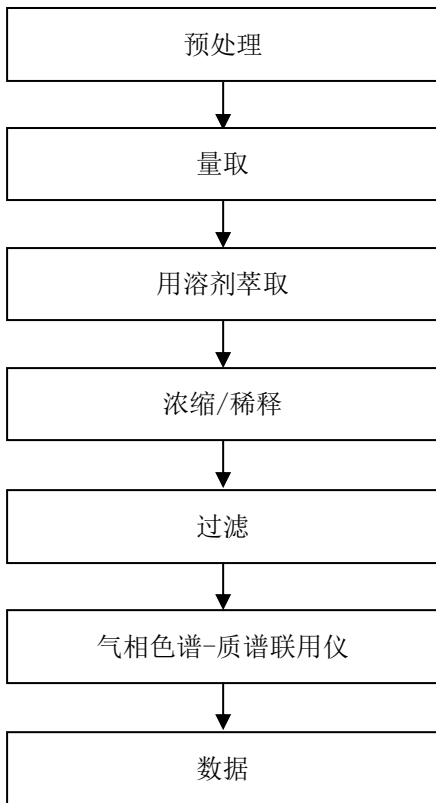 预处理
量取
用溶剂萃取
浓缩/稀释
过滤
气相色谱-质谱联用仪
数据